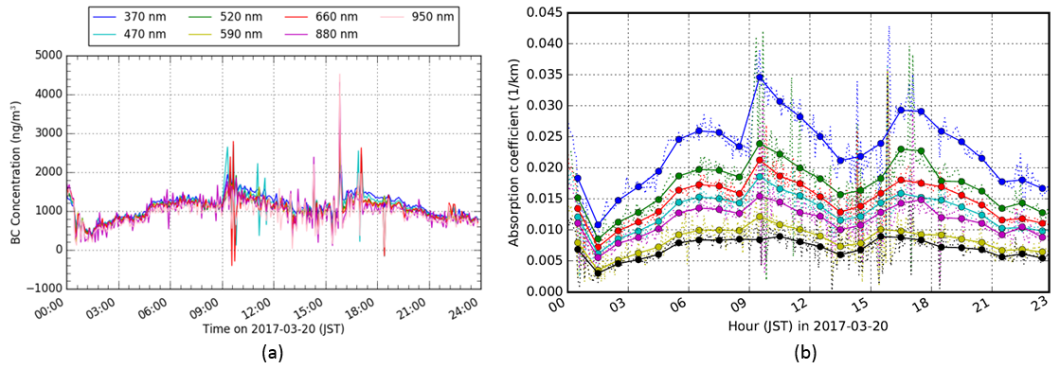 370 nm 520 nm 660 nm 950 nm
470 nm 590 nm 880 nm
5000
4000
3000
2000
1000
0
−1000
BC Concentration (ng/m³)
00:00 03:00 06:00 09:00 12:00 15:00 18:00 21:00 24:00
Time on 2017-03-20 (JST)
(a)
0.045
0.040
0.035
0.030
0.025
0.020
0.015
0.010
0.005
0.000
Absorption coefficient (1/km)
00 03 06 09 12 15 18 21 23
Hour (JST) in 2017-03-20
(b)